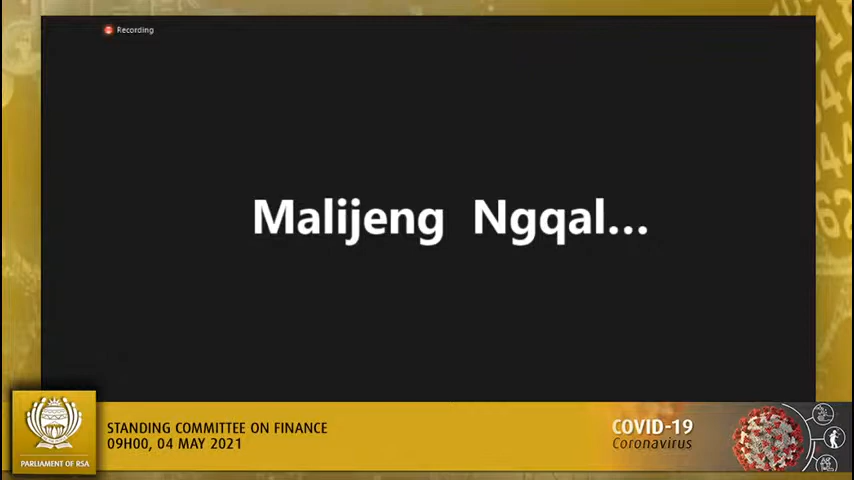 Recording
Malijeng Ngqal...
STANDING COMMITTEE ON FINANCE
09H00, 04 MAY 2021
COVID-19
Coronavirus
PARLIAMENT OF RSA